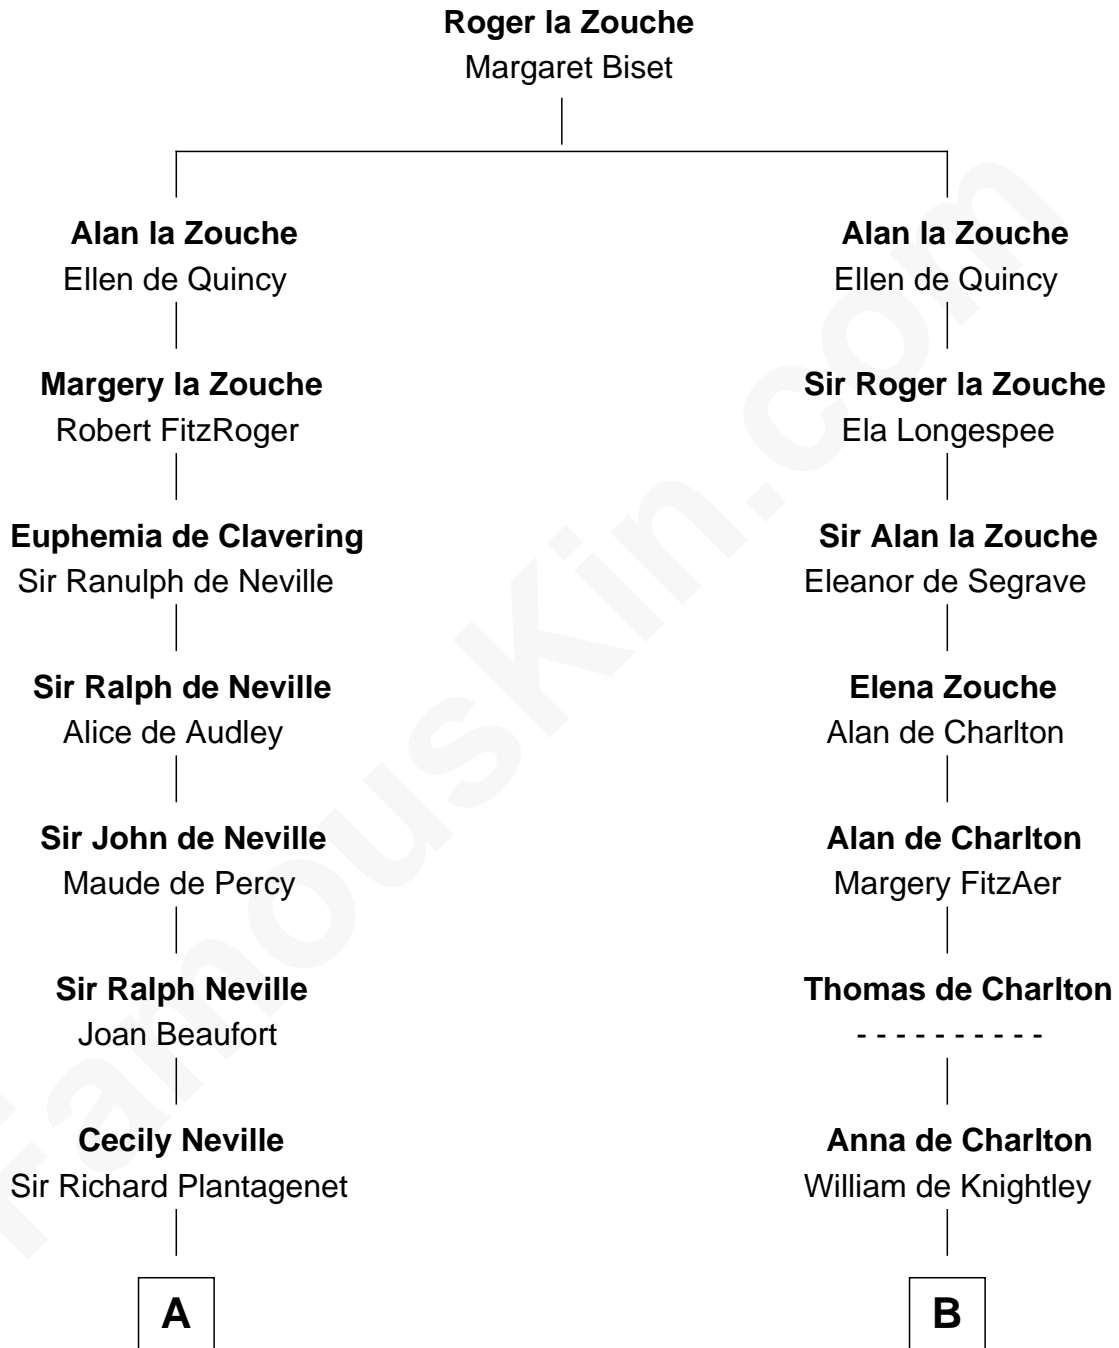 Roger la Zouche
Margaret Biset
Alan la Zouche
Ellen de Quincy
Alan la Zouche
Ellen de Quincy
Margery la Zouche
Robert FitzRoger
Sir Roger la Zouche
Ela Longespee
Euphemia de Clavering
Sir Ranulph de Neville
Sir Alan la Zouche
Eleanor de Segrave
Sir Ralph de Neville
Alice de Audley
Elena Zouche
Alan de Charlton
Sir John de Neville
Maude de Percy
Alan de Charlton
Margery FitzAer
Sir Ralph Neville
Joan Beaufort
Thomas de Charlton
- - - - - - - - - -
Cecily Neville
Sir Richard Plantagenet
Anna de Charlton
William de Knightley
A
B
FamousKin.com